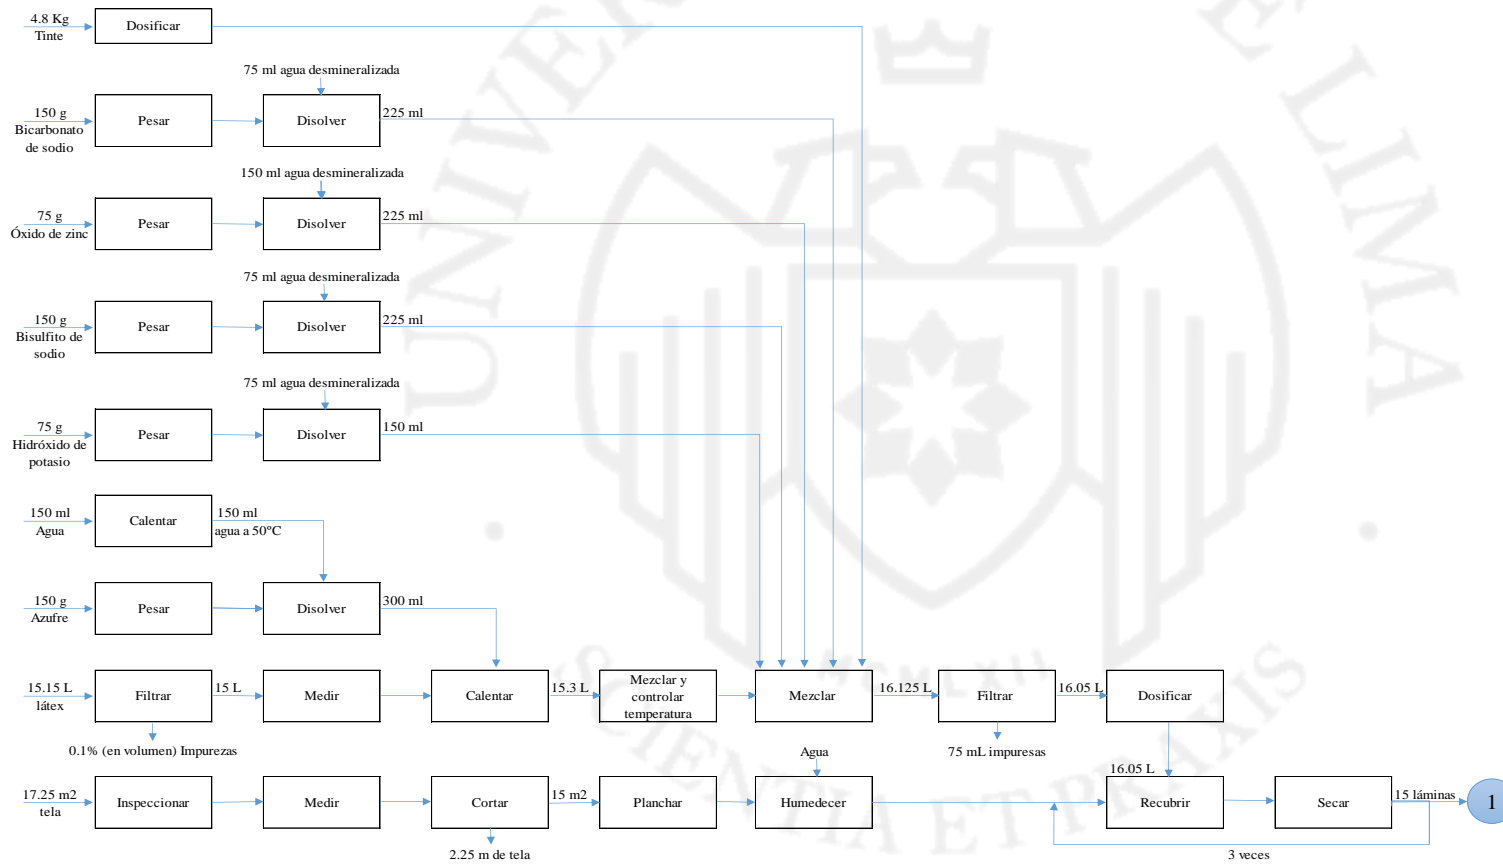 4.8 Kg
Tinte
Dosificar
75 ml agua desmineralizada
150 g
Bicarbonato
de sodio
Pesar
Disolver
225 ml
150 ml agua desmineralizada
75 g
Óxido de zinc
Pesar
Disolver
225 ml
75 ml agua desmineralizada
150 g
Bisulfito de
sodio
Pesar
Disolver
225 ml
75 ml agua desmineralizada
75 g
Hidróxido de
potasio
Pesar
Disolver
150 ml
150 ml
Agua
Calentar
150 ml
agua a 50°C
150 g
Azufre
Pesar
Disolver
300 ml
15.15 L
látex
Filtrar
15 L
Medir
Calentar
15.3 L
Mezclar y
controlar
temperatura
Mezclar
16.125 L
Filtrar
16.05 L
Dosificar
0.1% (en volumen) Impurezas
75 mL impuresas
Agua
16.05 L
17.25 m2
tela
Inspeccionar
Medir
Cortar
15 m2
Planchar
Humedecer
Recubrir
Secar
15 láminas
1
2.25 m de tela
3 veces
UNIVER
E LIMA
MCMLXII
SCIENTIA ET PRAXIS